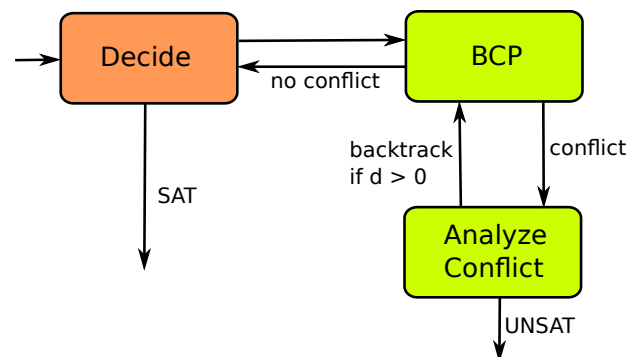 Decide
BCP
no conflict
backtrack
if d > 0
conflict
SAT
Analyze
Conflict
UNSAT